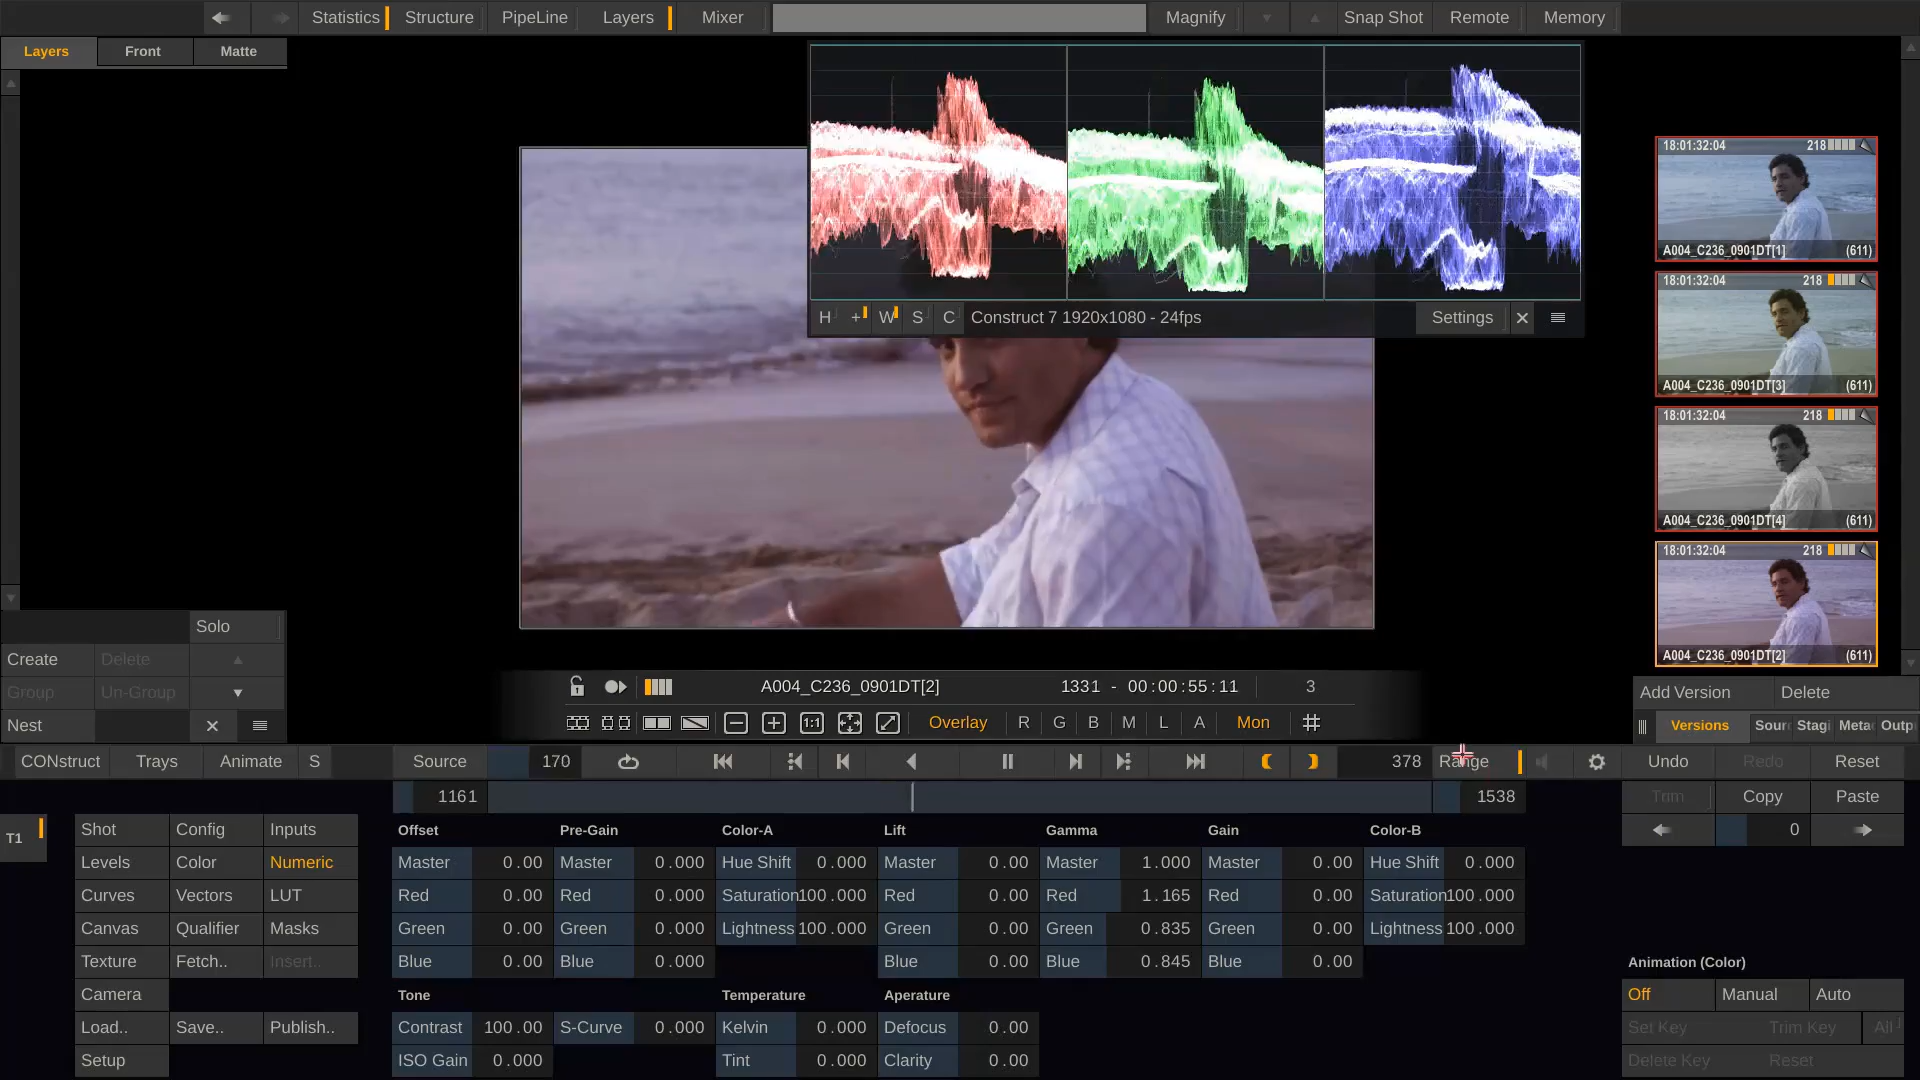 Statistics Structure PipeLine Layers Mixer Magnify Snap Shot Remote Memory
Layers Front Matte
18:01:32:04 218
A004_C236_0901DT[1] (611)
18:01:32:04 218
A004_C236_0901DT[3] (611)
18:01:32:04 218
A004_C236_0901DT[4] (611)
18:01:32:04 218
A004_C236_0901DT[2] (611)
H + W S C Construct 7 1920x1080 - 24fps Settings
Solo
Create Delete
Group Un-Group
Nest
A004_C236_0901DT[2] 1331 - 00:00:55:11 3
1:1 Overlay R G B M L A Mon
Add Version Delete
Versions Sour Stagi Meta Outp
CONstruct Trays Animate S Source 170 378 Range Undo Redo Reset
1161 1538 Trim Copy Paste
0
T1
Shot Config Inputs
Levels Color Numeric
Curves Vectors LUT
Canvas Qualifier Masks
Texture Fetch.. Insert..
Camera
Load.. Save.. Publish..
Setup
Offset Pre-Gain Color-A Lift Gamma Gain Color-B
Master 0.00 Master 0.000 Hue Shift 0.000 Master 0.00 Master 1.000 Master 0.00 Hue Shift 0.000
Red 0.00 Red 0.000 Saturation 100.000 Red 0.00 Red 1.165 Red 0.00 Saturation 100.000
Green 0.00 Green 0.000 Lightness 100.000 Green 0.00 Green 0.835 Green 0.00 Lightness 100.000
Blue 0.00 Blue 0.000 Blue 0.00 Blue 0.845 Blue 0.00
Tone Temperature Aperature
Contrast 100.00 S-Curve 0.000 Kelvin 0.000 Defocus 0.00
ISO Gain 0.000 Tint 0.000 Clarity 0.00
Animation (Color)
Off Manual Auto
Set Key Trim Key All
Delete Key Reset